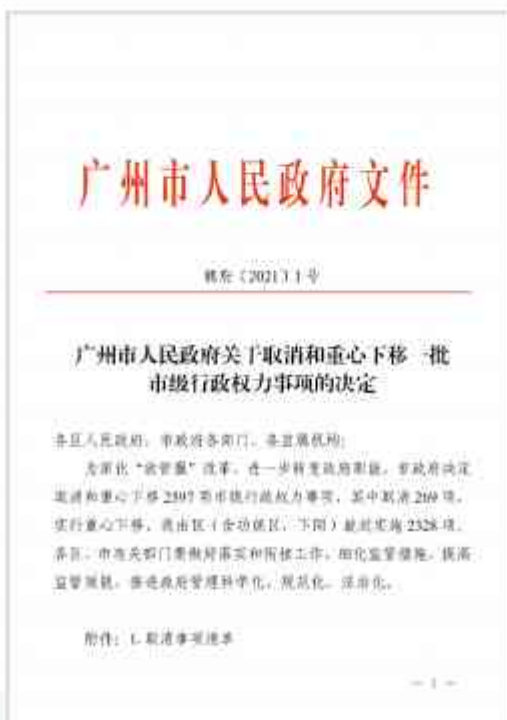 广州市人民政府文件
穗府〔2021〕1号
广州市人民政府关于取消和重心下移一批
市级行政权力事项的决定
各区人民政府，市政府各部门、各直属机构：
为深化“放管服”改革，进一步转变政府职能，市政府决定
取消和重心下移2597项市级行政权力事项，其中取消269项，
实行重心下移、改由区（含功能区，下同）就近实施2328项。
各区、市有关部门要做好落实和衔接工作，细化监管措施，提高
监管效能，推进政府管理科学化、规范化、法治化。
附件：1.取消事项清单
— 1 —